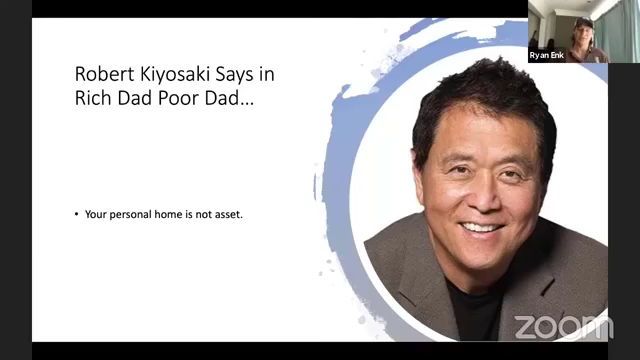 Ryan Enk
Robert Kiyosaki Says in
Rich Dad Poor Dad...
• Your personal home is not asset.
zoom